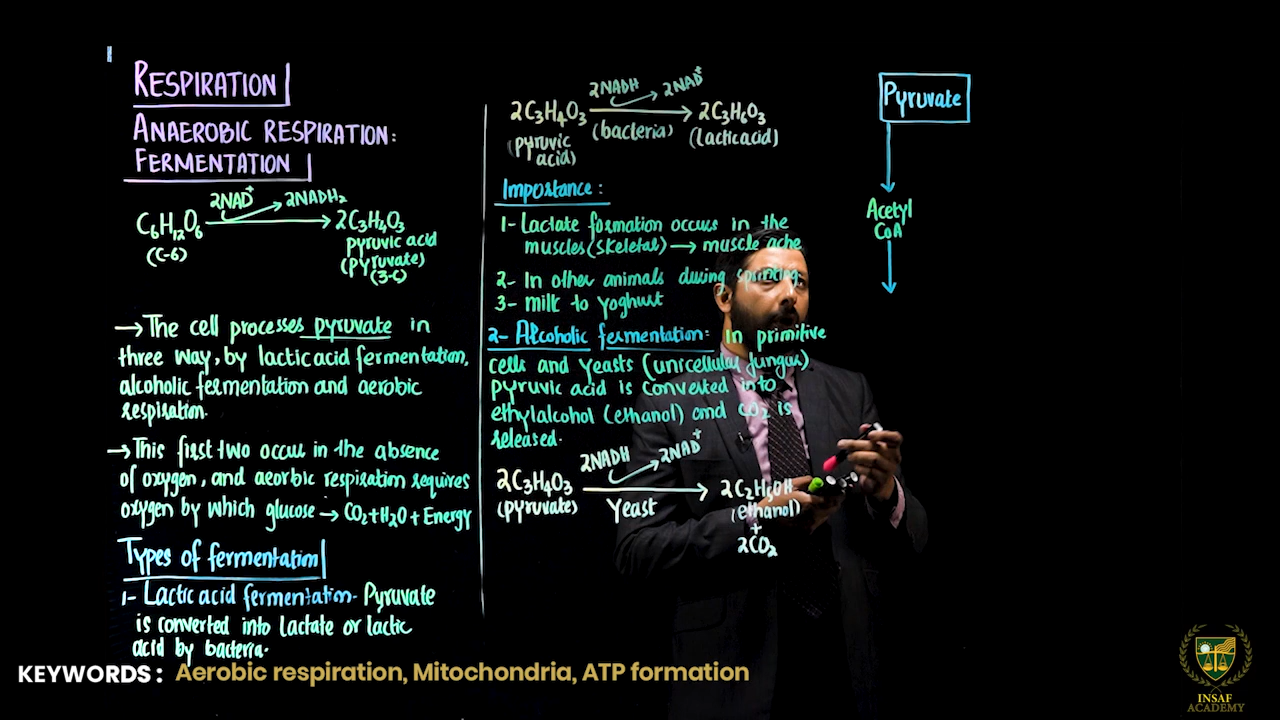 RESPIRATION
ANAEROBIC RESPIRATION:
FERMENTATION
2NAD⁺ → 2NADH₂
C₆H₁₂O₆ → 2C₃H₄O₃
(C-6)
pyruvic acid
(pyruvate)
(3-C)
→ The cell processes pyruvate in
three way, by lactic acid fermentation,
alcoholic fermentation and aerobic
respiration.
→ This first two occur in the absence
of oxygen, and aeorbic respiration requires
oxygen by which glucose → CO₂+H₂O + Energy
Types of fermentation
1- Lactic acid fermentation- Pyruvate
is converted into Lactate or lactic
acid by bacteria.
2NADH → 2NAD⁺
2C₃H₄O₃ → 2C₃H₆O₃
(pyruvic acid) (bacteria) (lactic acid)
Importance:
1- Lactate formation occurs in the
muscles (skeletal) → muscle ache
2- In other animals during sprinting
3- milk to yoghurt
2- Alcoholic fermentation: In primitive
cells and yeasts (unicellular fungus)
pyruvic acid is converted into
ethylalcohol (ethanol) and CO₂ is
released.
2NADH → 2NAD⁺
2C₃H₄O₃ → 2C₂H₅OH
(pyruvate) Yeast (ethanol)
+
2CO₂
Pyruvate
Acetyl
CoA
KEYWORDS : Aerobic respiration, Mitochondria, ATP formation
INSAF
ACADEMY